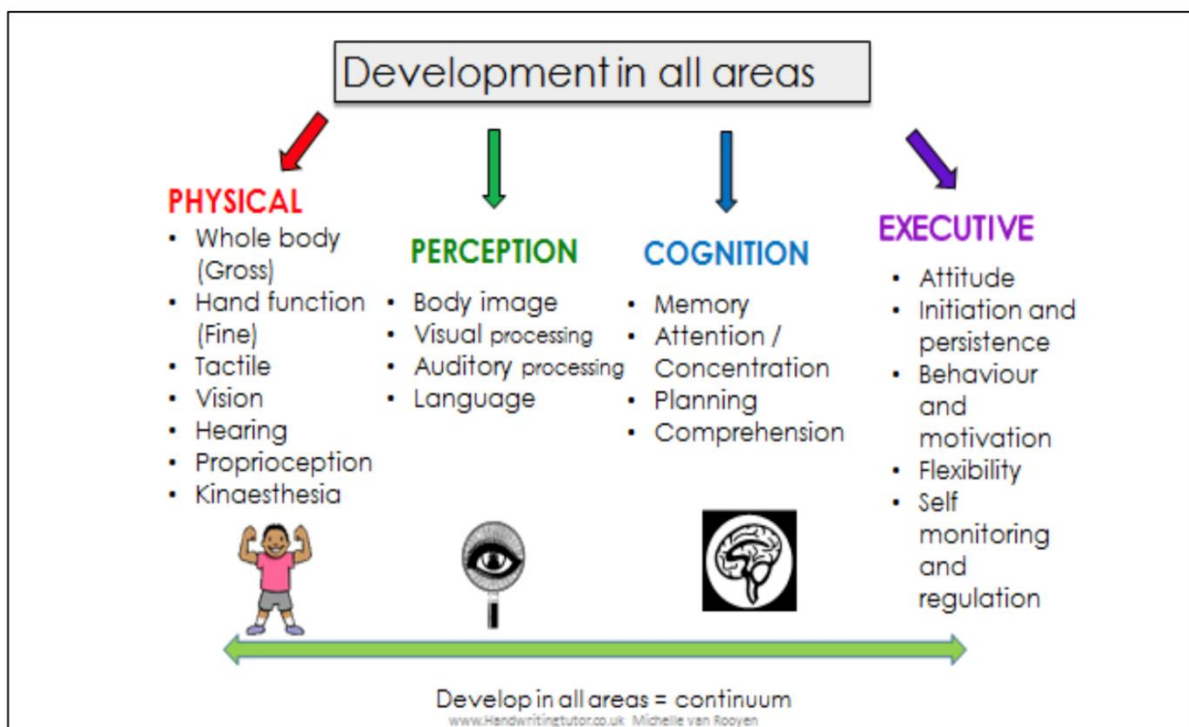 Development in all areas
PHYSICAL
• Whole body
(Gross)
• Hand function
(Fine)
• Tactile
• Vision
• Hearing
• Proprioception
• Kinaesthesia
PERCEPTION
• Body image
• Visual processing
• Auditory processing
• Language
COGNITION
• Memory
• Attention /
Concentration
• Planning
• Comprehension
EXECUTIVE
• Attitude
• Initiation and
persistence
• Behaviour
and
motivation
• Flexibility
• Self
monitoring
and
regulation
Develop in all areas = continuum
www.Handwritingtutor.co.uk Michelle van Rooyen